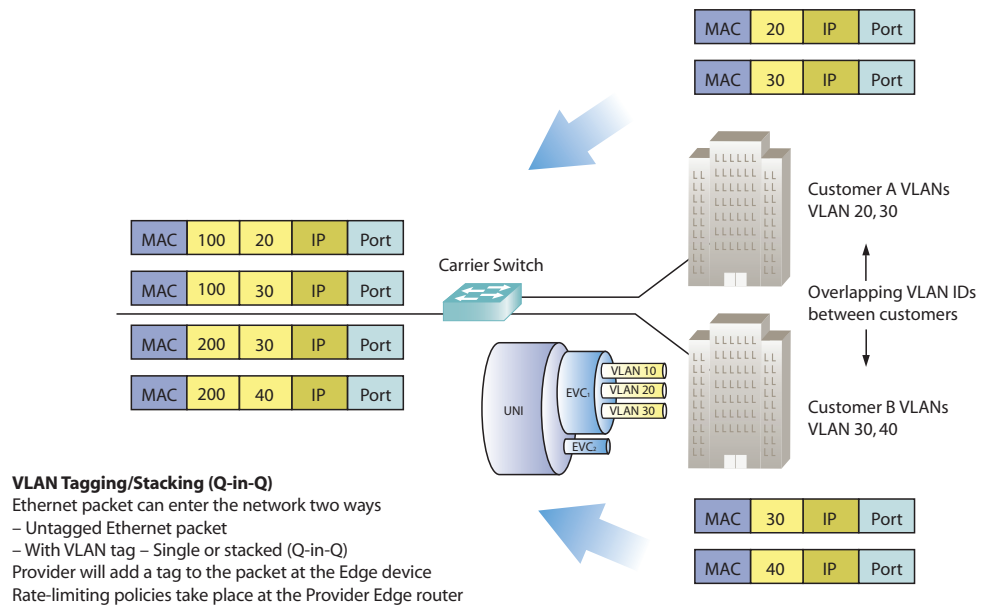 MAC 20 IP Port
MAC 30 IP Port
Customer A VLANs
VLAN 20, 30
MAC 100 20 IP Port
MAC 100 30 IP Port
MAC 200 30 IP Port
MAC 200 40 IP Port
Carrier Switch
Overlapping VLAN IDs
between customers
UNI
EVC₁
VLAN 10
VLAN 20
VLAN 30
EVC₂
Customer B VLANs
VLAN 30, 40
VLAN Tagging/Stacking (Q-in-Q)
Ethernet packet can enter the network two ways
– Untagged Ethernet packet
– With VLAN tag – Single or stacked (Q-in-Q)
Provider will add a tag to the packet at the Edge device
Rate-limiting policies take place at the Provider Edge router
MAC 30 IP Port
MAC 40 IP Port